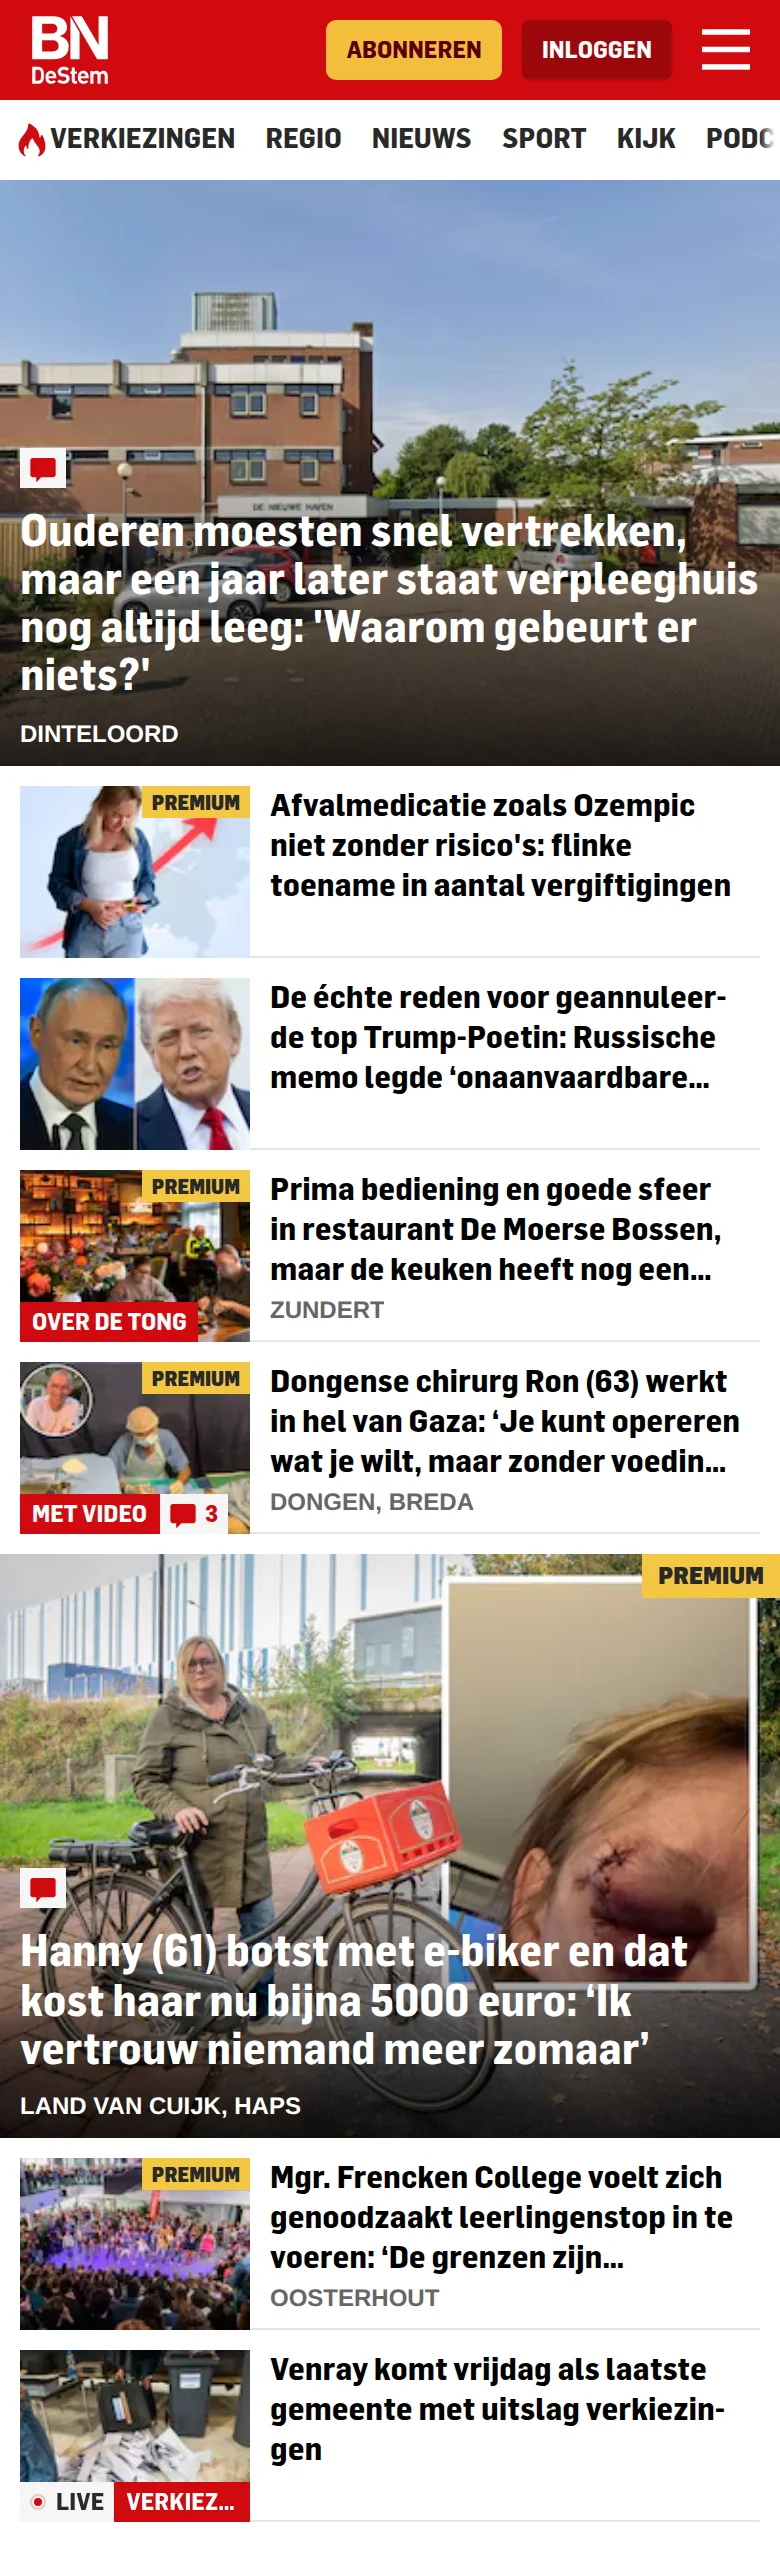 BN
DeStem
ABONNEREN
INLOGGEN
VERKIEZINGEN REGIO NIEUWS SPORT KIJK PODC
DE NIEUWE HAVEN
Ouderen moesten snel vertrekken,
maar een jaar later staat verpleeghuis
nog altijd leeg: 'Waarom gebeurt er
niets?'
DINTELOORD
PREMIUM
Afvalmedicatie zoals Ozempic
niet zonder risico's: flinke
toename in aantal vergiftigingen
De échte reden voor geannuleer-
de top Trump-Poetin: Russische
memo legde ‘onaanvaardbare...
PREMIUM
OVER DE TONG
Prima bediening en goede sfeer
in restaurant De Moerse Bossen,
maar de keuken heeft nog een...
ZUNDERT
PREMIUM
MET VIDEO
3
Dongense chirurg Ron (63) werkt
in hel van Gaza: ‘Je kunt opereren
wat je wilt, maar zonder voedin...
DONGEN, BREDA
PREMIUM
Hanny (61) botst met e-biker en dat
kost haar nu bijna 5000 euro: ‘Ik
vertrouw niemand meer zomaar’
LAND VAN CUIJK, HAPS
PREMIUM
Mgr. Frencken College voelt zich
genoodzaakt leerlingenstop in te
voeren: ‘De grenzen zijn...
OOSTERHOUT
LIVE
VERKIEZ...
Venray komt vrijdag als laatste
gemeente met uitslag verkiezin-
gen